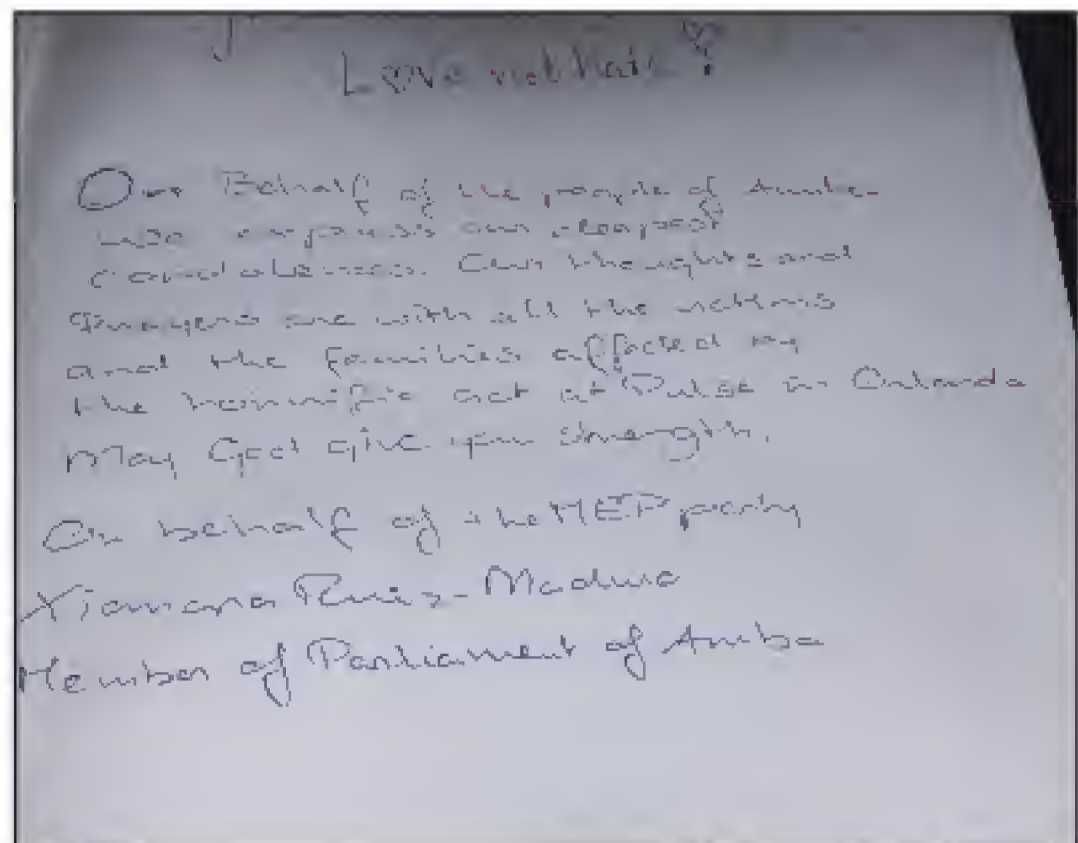 Love not hate
On Behalf of the people of Aruba
we express our deepest
condolences. Our thoughts and
Prayers are with all the victims
and the families affected by
the horrific act at Pulse in Orlando
May God give you strength.
On behalf of the MEP party
Xiomara Ruiz-Maduro
Member of Parliament of Aruba